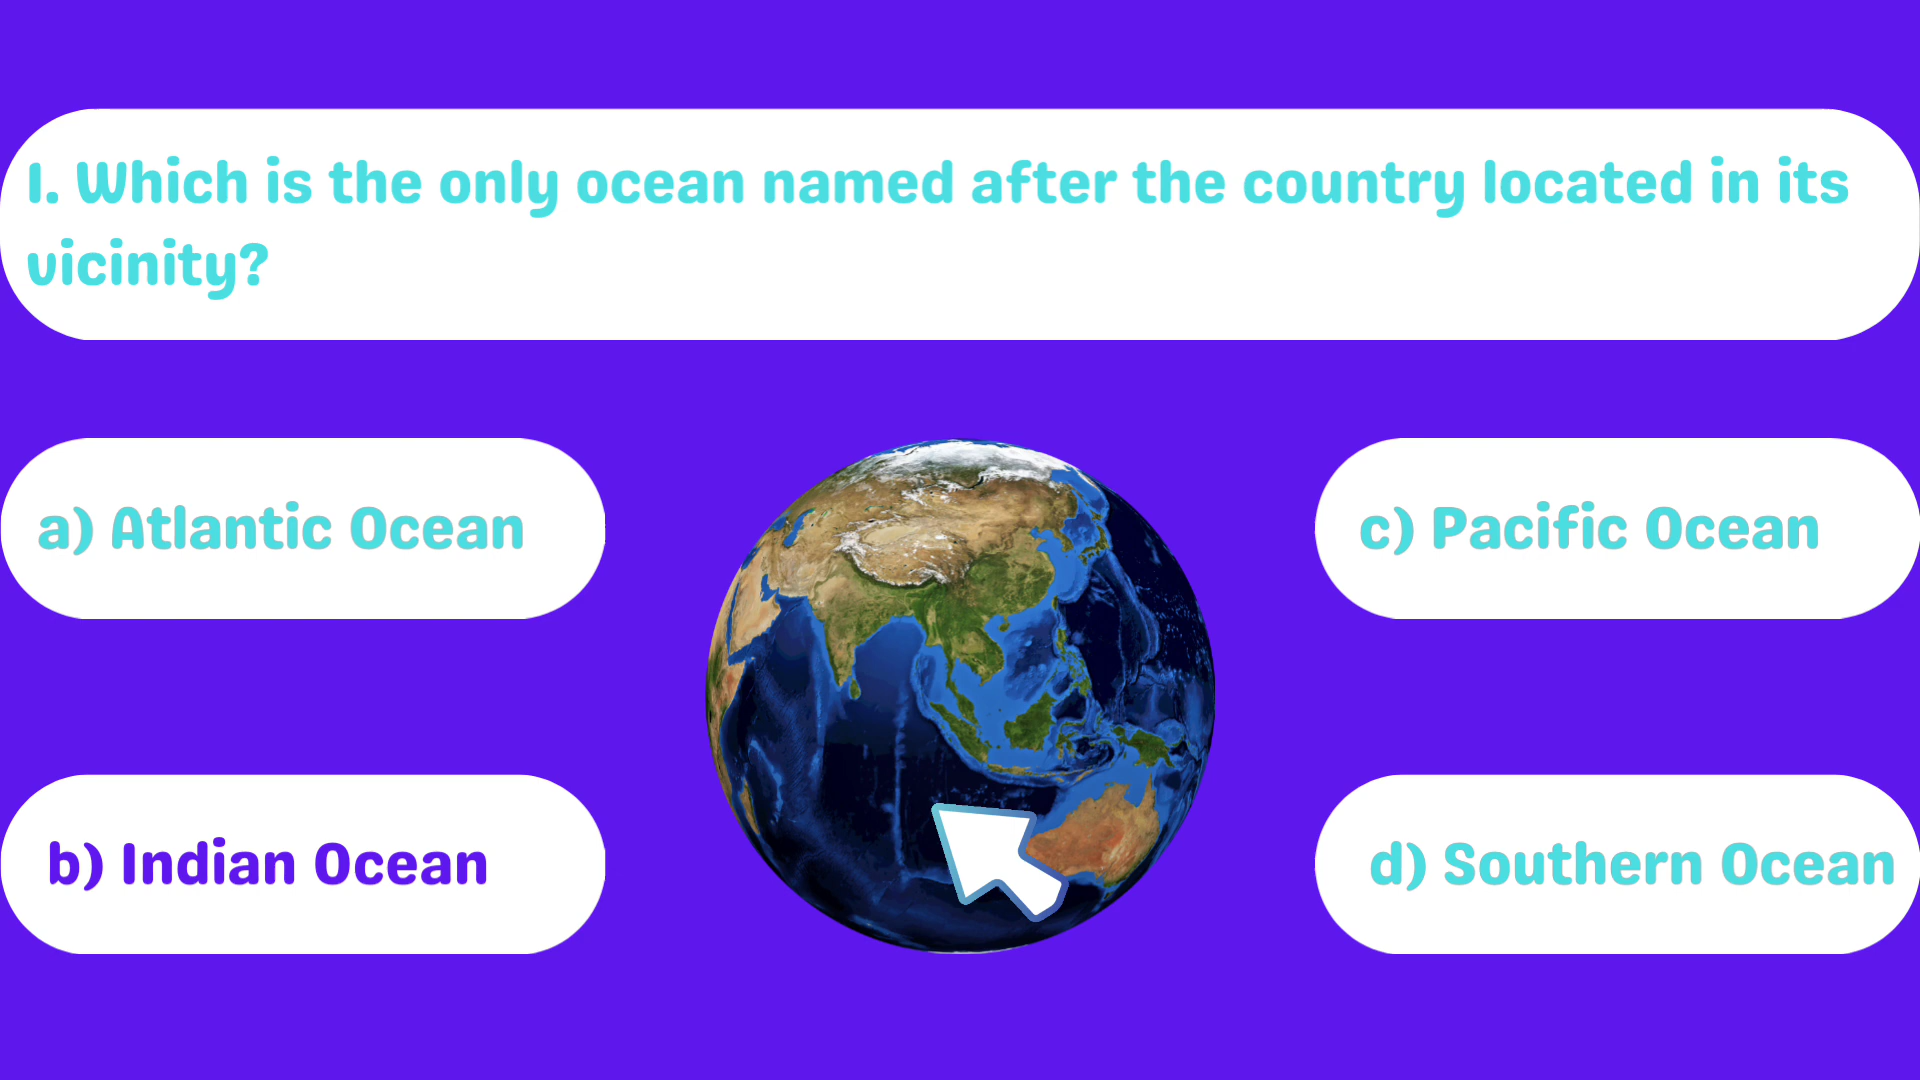 1. Which is the only ocean named after the country located in its
vicinity?
a) Atlantic Ocean
c) Pacific Ocean
b) Indian Ocean
d) Southern Ocean